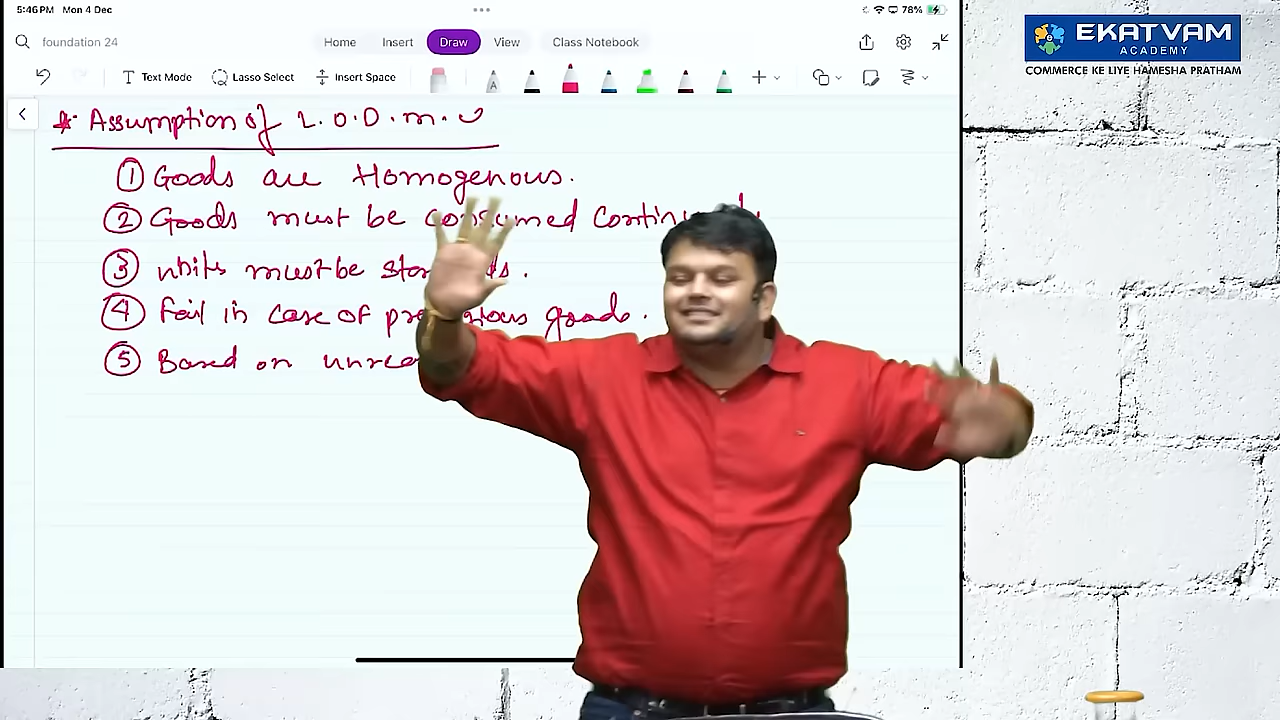 5:46 PM Mon 4 Dec
78%
foundation 24
Home Insert Draw View Class Notebook
Text Mode Lasso Select Insert Space
EKATVAM
ACADEMY
COMMERCE KE LIYE HAMESHA PRATHAM
* Assumption of L.O.D.M.U
① Goods are Homogenous.
② Goods must be consumed
③ units must be
④ Fail in case of goods.
⑤ Based on